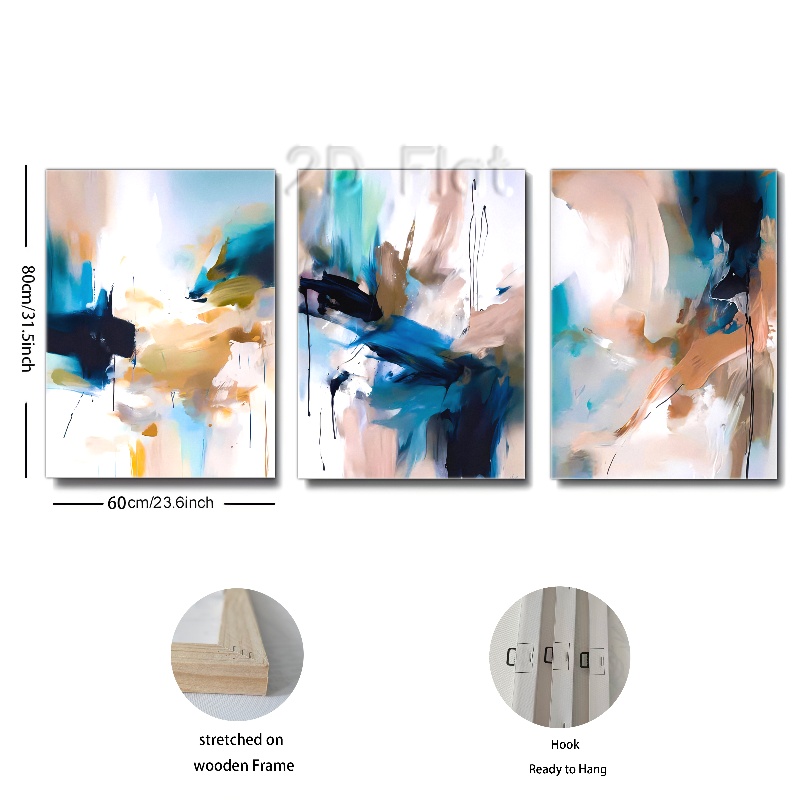 2D Flat
80cm/31.5inch
60cm/23.6inch
stretched on
wooden Frame
Hook
Ready to Hang